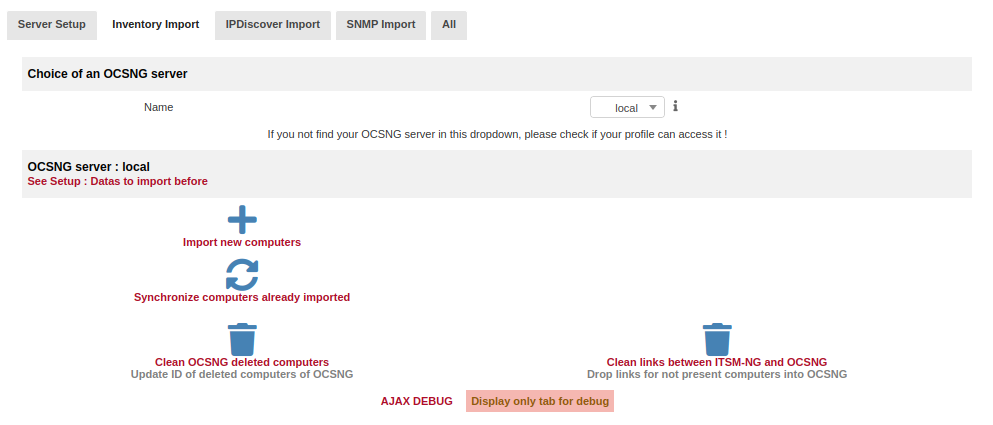 Server Setup Inventory Import IPDiscover Import SNMP Import All
Choice of an OCSNG server
Name local
If you not find your OCSNG server in this dropdown, please check if your profile can access it !
OCSNG server : local
See Setup : Datas to import before
Import new computers
Synchronize computers already imported
Clean OCSNG deleted computers
Update ID of deleted computers of OCSNG
Clean links between ITSM-NG and OCSNG
Drop links for not present computers into OCSNG
AJAX DEBUG Display only tab for debug